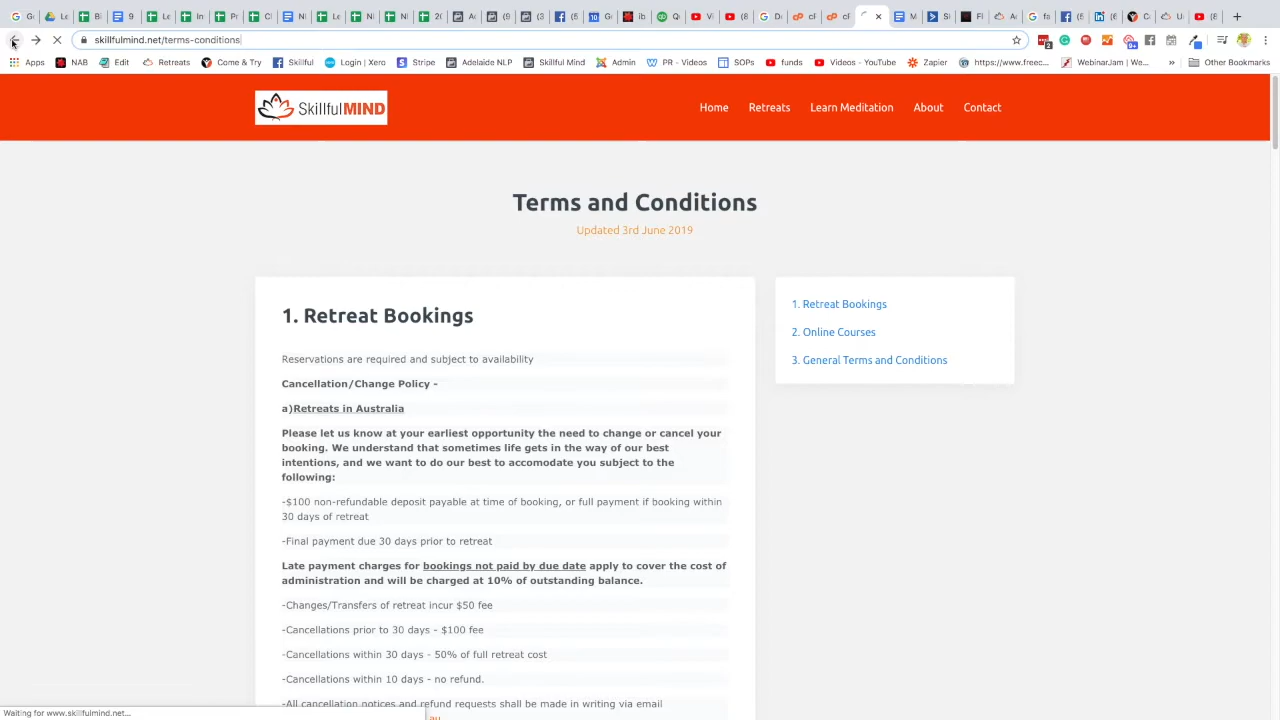 skillfulmind.net/terms-conditions
Apps NAB Edit Retreats Come & Try Skillful Login | Xero Stripe Adelaide NLP Skillful Mind Admin PR - Videos SOPs funds Videos - YouTube Zapier https://www.freec... WebinarJam | We... » Other Bookmarks
SkillfulMIND
Home Retreats Learn Meditation About Contact
Terms and Conditions
Updated 3rd June 2019
1. Retreat Bookings
Reservations are required and subject to availability
Cancellation/Change Policy -
a)Retreats in Australia
Please let us know at your earliest opportunity the need to change or cancel your
booking. We understand that sometimes life gets in the way of our best
intentions, and we want to do our best to accomodate you subject to the
following:
-$100 non-refundable deposit payable at time of booking, or full payment if booking within
30 days of retreat
-Final payment due 30 days prior to retreat
Late payment charges for bookings not paid by due date apply to cover the cost of
administration and will be charged at 10% of outstanding balance.
-Changes/Transfers of retreat incur $50 fee
-Cancellations prior to 30 days - $100 fee
-Cancellations within 30 days - 50% of full retreat cost
-Cancellations within 10 days - no refund.
-All cancellation notices and refund requests shall be made in writing via email
1. Retreat Bookings
2. Online Courses
3. General Terms and Conditions
Waiting for www.skillfulmind.net...